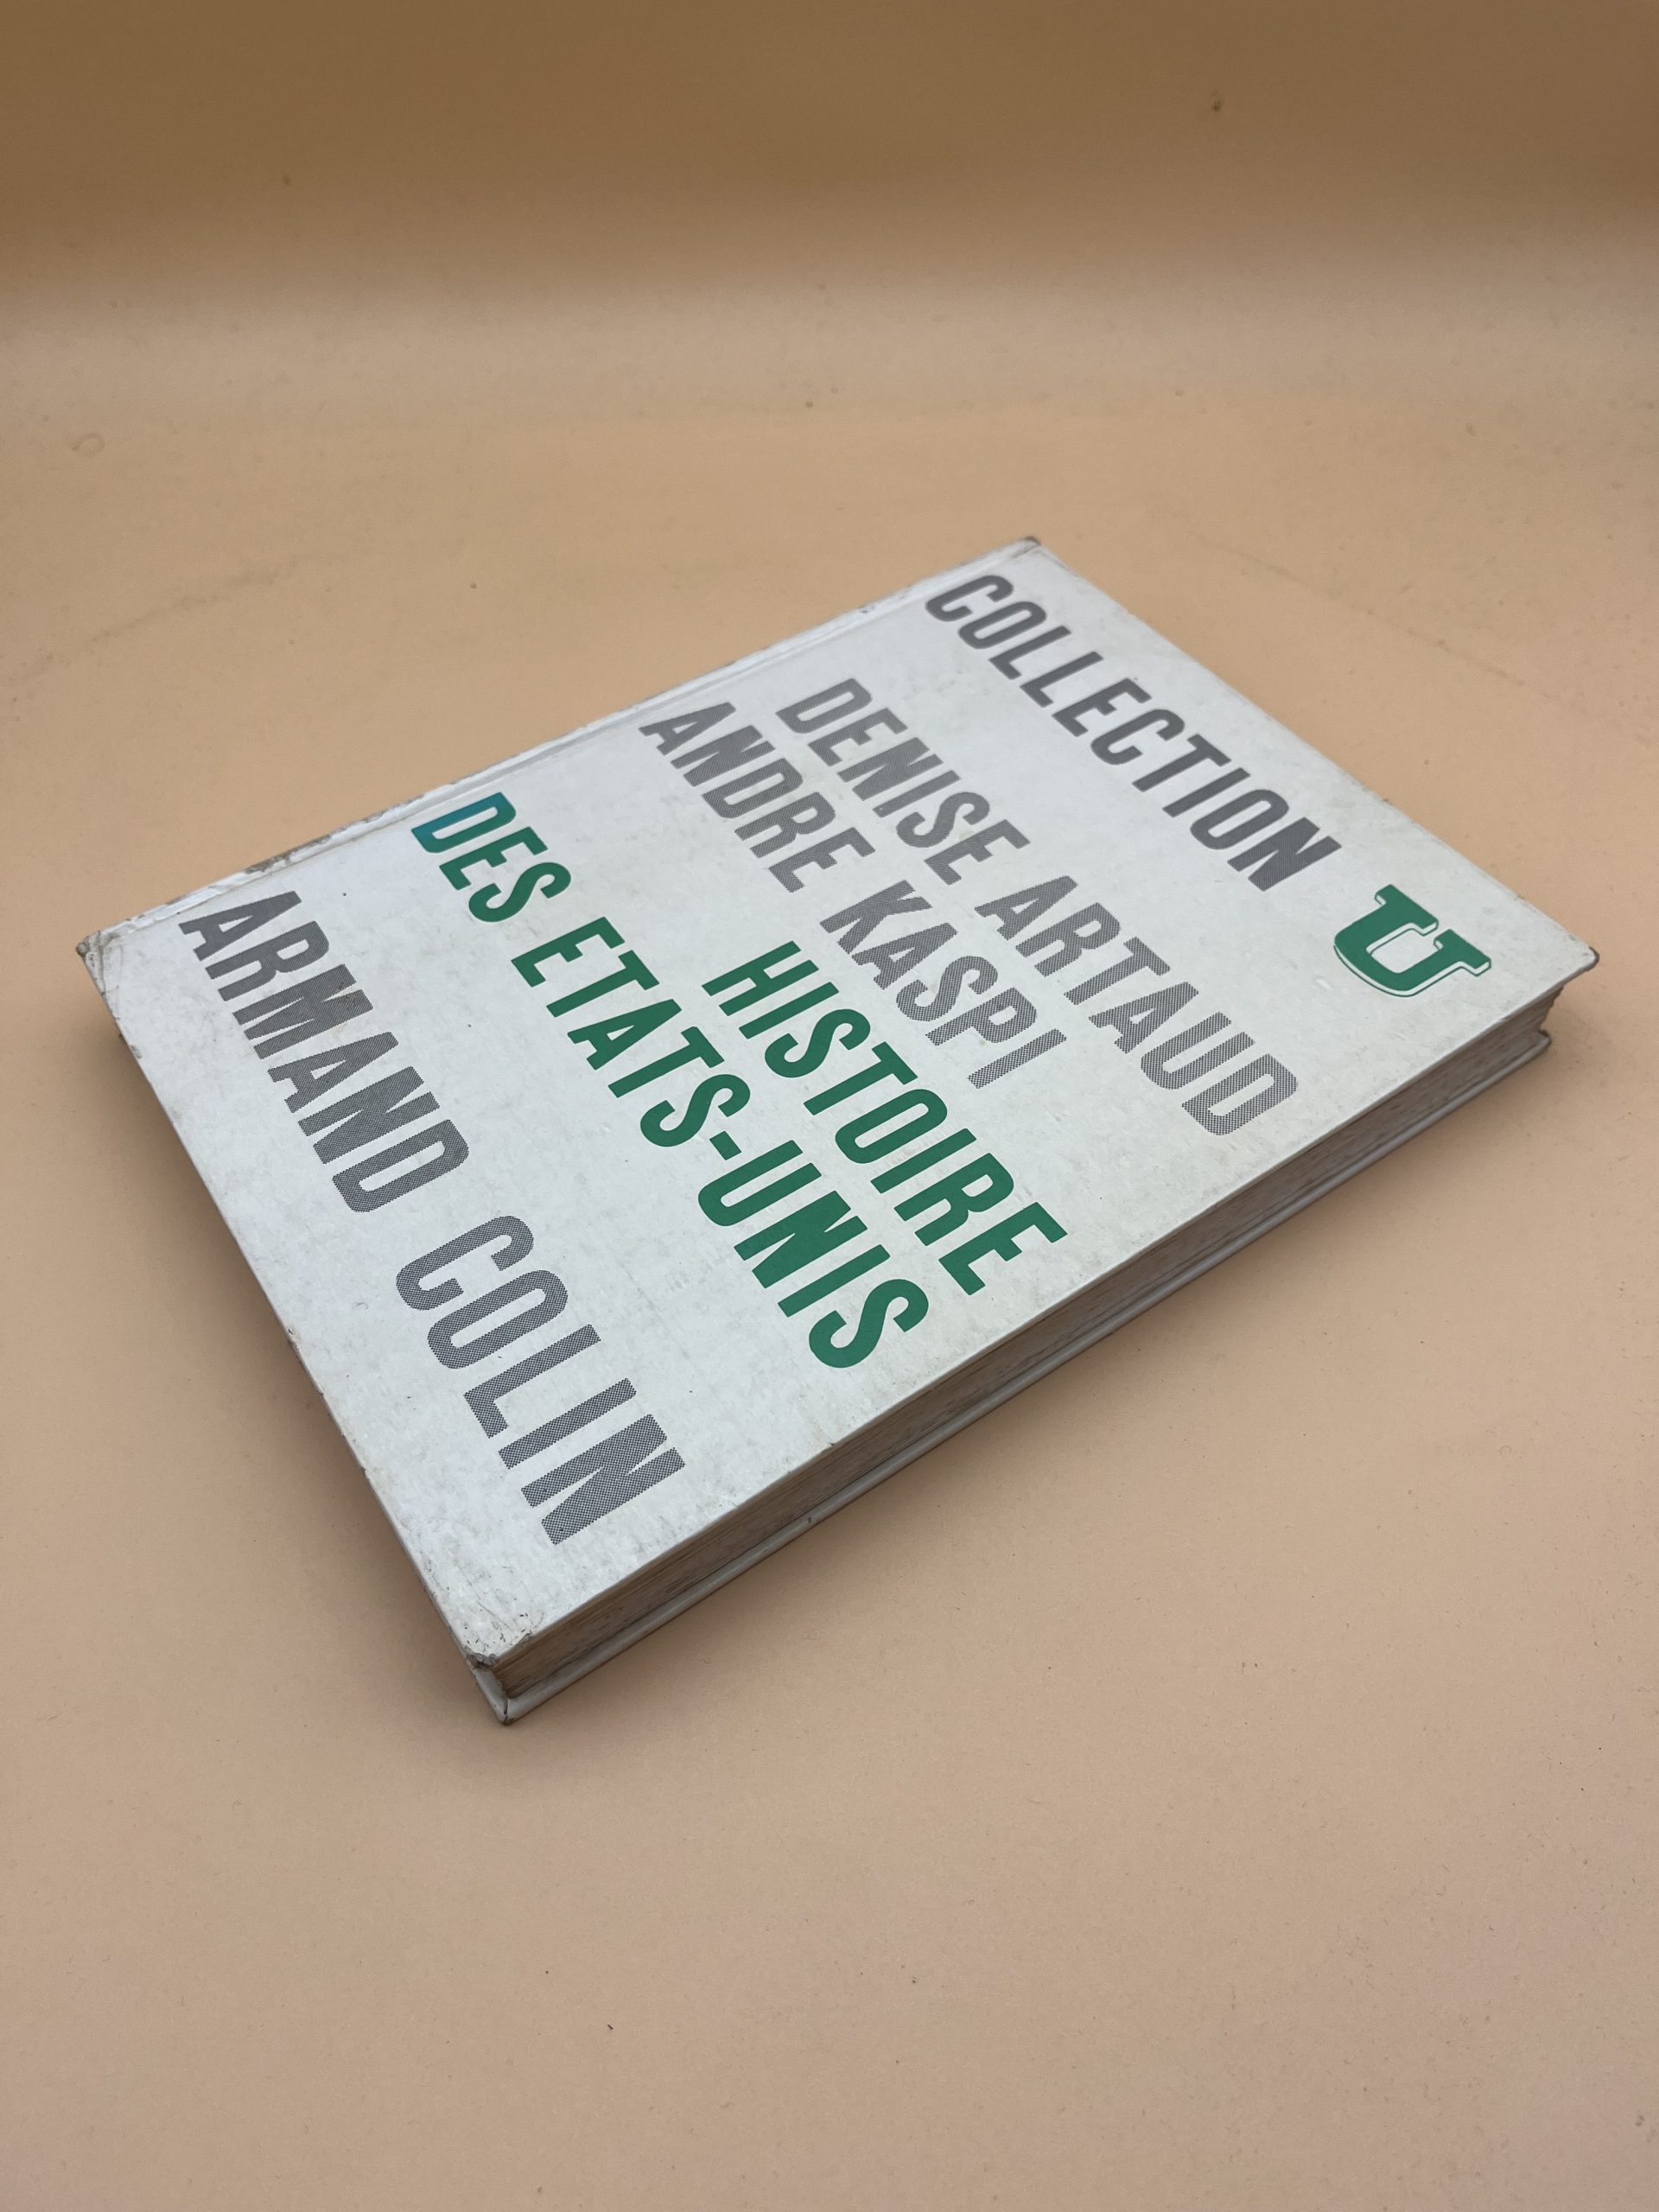 COLLECTION U
DENISE ARTAUD
ANDRE KASPI
HISTOIRE
DES ETATS-UNIS
ARMAND COLIN